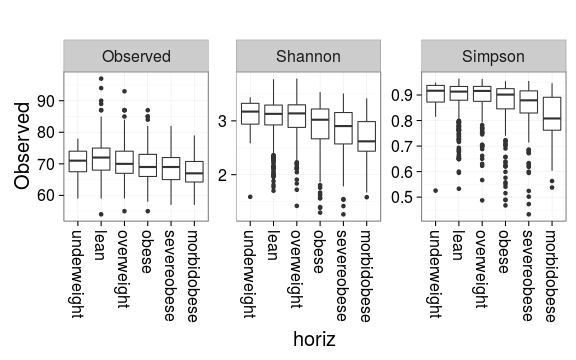 Observed Shannon Simpson
Observed
90
80
70
60
3
2
0.9
0.8
0.7
0.6
0.5
underweight lean overweight obese severeobese morbidobese
underweight lean overweight obese severeobese morbidobese
underweight lean overweight obese severeobese morbidobese
horiz